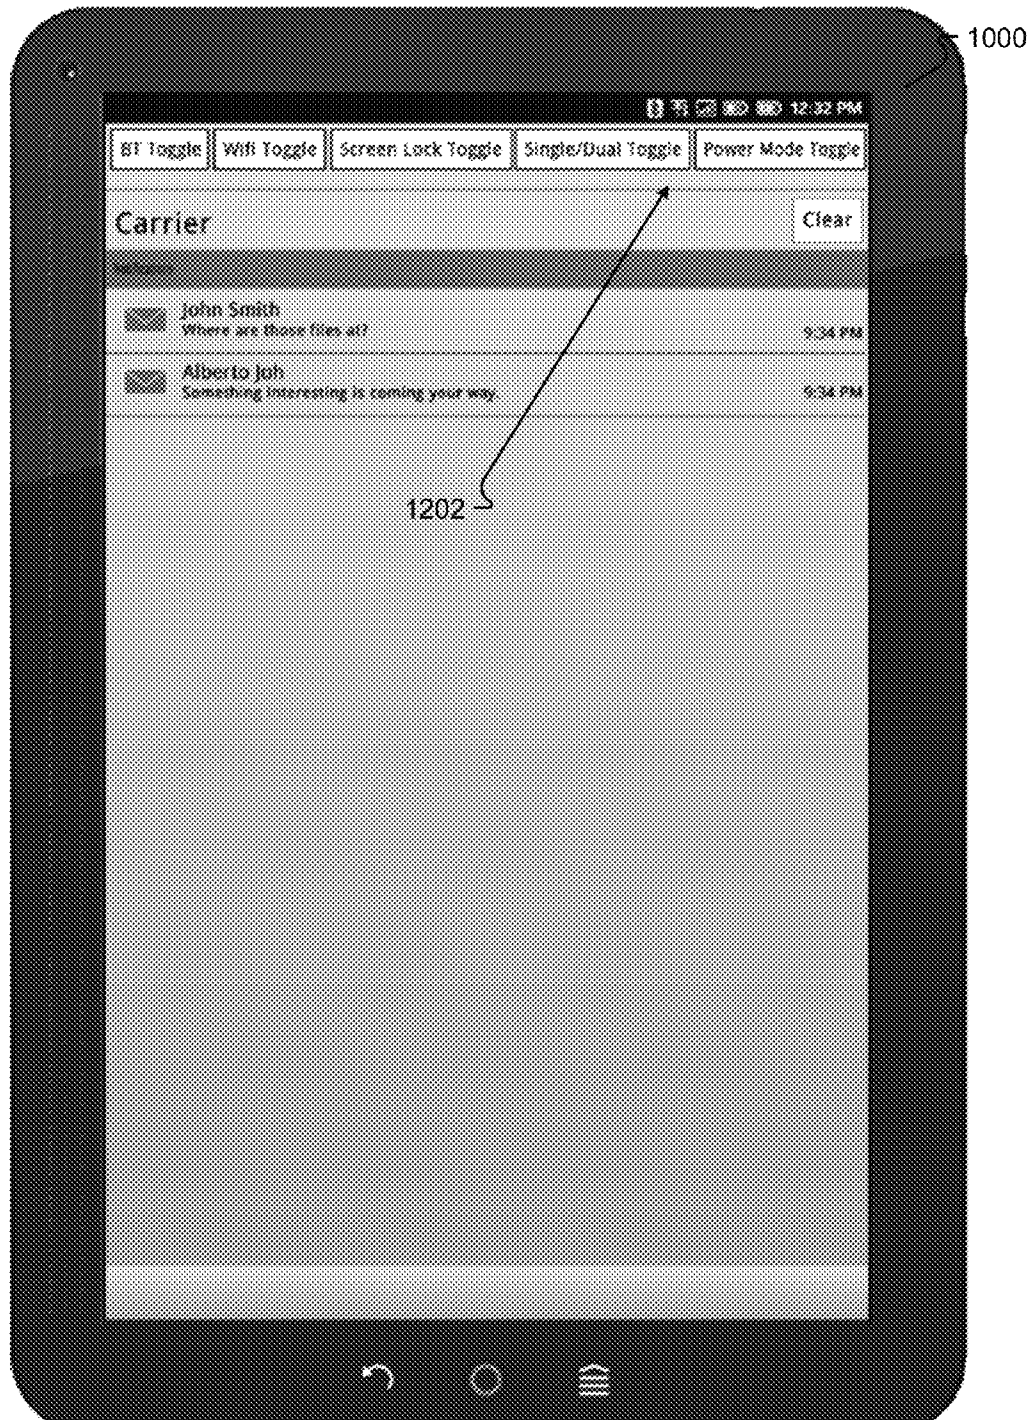 1000
12:32 PM
BT Toggle Wifi Toggle Screen Lock Toggle Single/Dual Toggle Power Mode Toggle
Carrier Clear
John Smith
Where are those files at?
9:34 PM
Alberto Joh
Something interesting is coming your way.
9:34 PM
1202